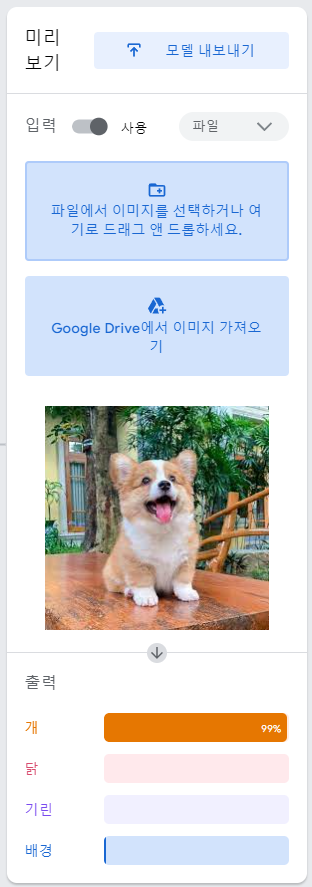 미리
보기
모델 내보내기
입력
사용
파일
파일에서 이미지를 선택하거나 여
기로 드래그 앤 드롭하세요.
Google Drive에서 이미지 가져오
기
출력
개
99%
닭
기린
배경